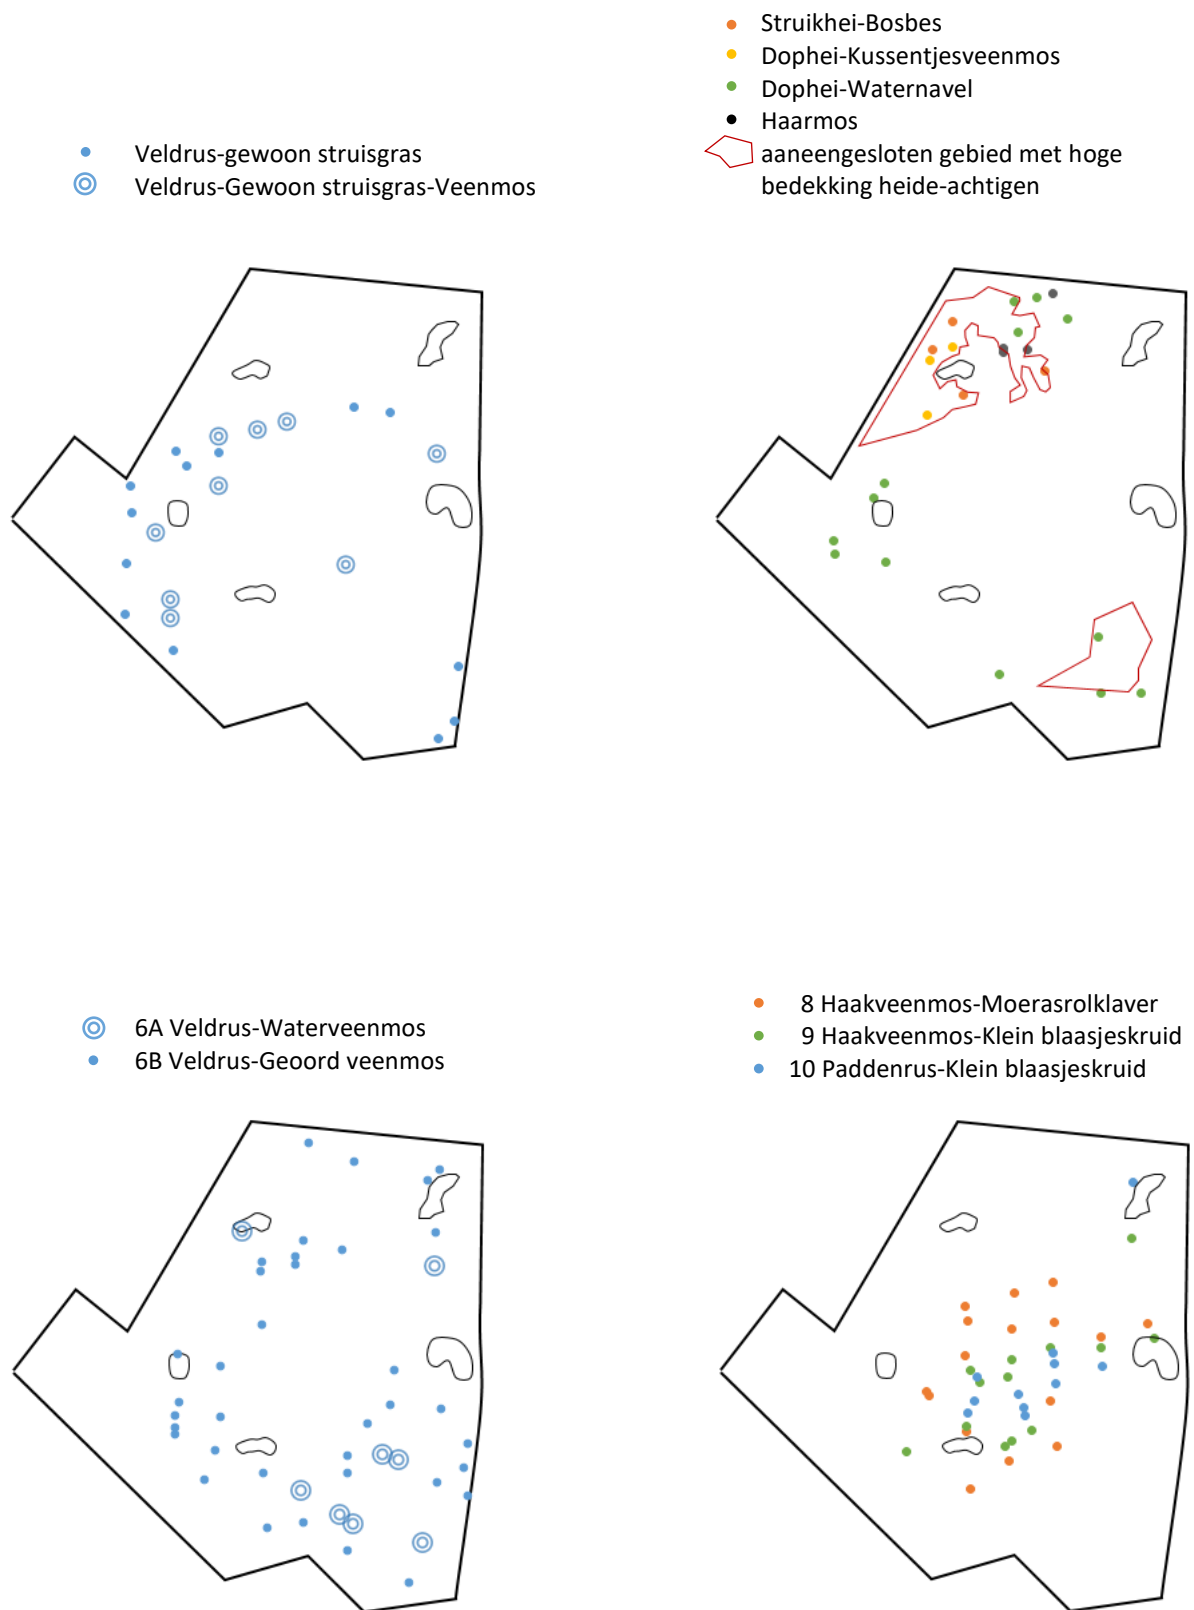 Struikhei-Bosbes
Dophei-Kussentjesveenmos
Dophei-Waternavel
Haarmos
aaneengesloten gebied met hoge
bedekking heide-achtigen
Veldrus-gewoon struisgras
Veldrus-Gewoon struisgras-Veenmos
6A Veldrus-Waterveenmos
6B Veldrus-Geoord veenmos
8 Haakveenmos-Moerasrolklaver
9 Haakveenmos-Klein blaasjeskruid
10 Paddenrus-Klein blaasjeskruid